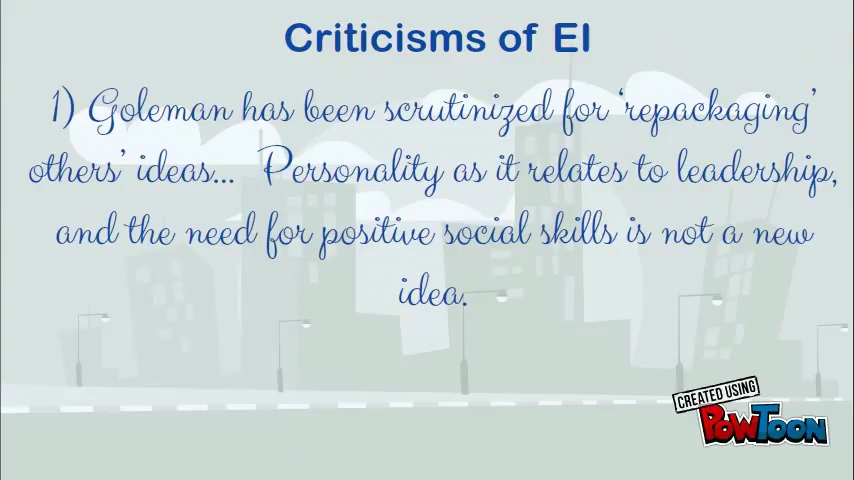 Criticisms of EI
1) Goleman has been scrutinized for ‘repackaging’
others’ ideas... Personality as it relates to leadership,
and the need for positive social skills is not a new
idea.
CREATED USING
POWTOON